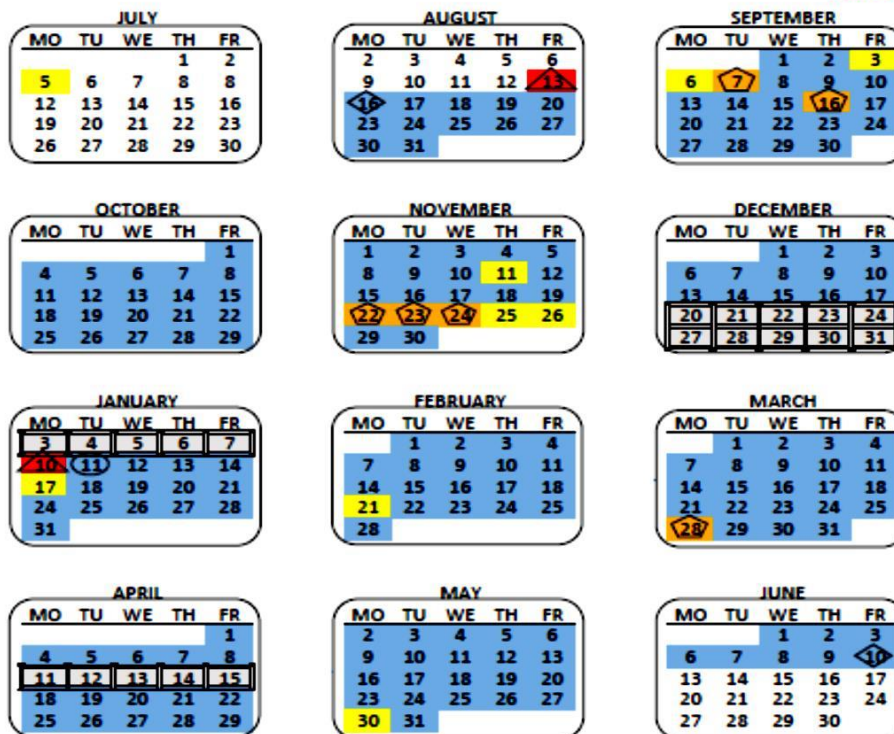 JULY
MO TU WE TH FR
1 2
5 6 7 8 8
12 13 14 15 16
19 20 21 22 23
26 27 28 29 30
AUGUST
MO TU WE TH FR
2 3 4 5 6
9 10 11 12 13
16 17 18 19 20
23 24 25 26 27
30 31
SEPTEMBER
MO TU WE TH FR
1 2 3
6 7 8 9 10
13 14 15 16 17
20 21 22 23 24
27 28 29 30
OCTOBER
MO TU WE TH FR
1
4 5 6 7 8
11 12 13 14 15
18 19 20 21 22
25 26 27 28 29
NOVEMBER
MO TU WE TH FR
1 2 3 4 5
8 9 10 11 12
15 16 17 18 19
22 23 24 25 26
29 30
DECEMBER
MO TU WE TH FR
1 2 3
6 7 8 9 10
13 14 15 16 17
20 21 22 23 24
27 28 29 30 31
JANUARY
MO TU WE TH FR
3 4 5 6 7
10 11 12 13 14
17 18 19 20 21
24 25 26 27 28
31
FEBRUARY
MO TU WE TH FR
1 2 3 4
7 8 9 10 11
14 15 16 17 18
21 22 23 24 25
28
MARCH
MO TU WE TH FR
1 2 3 4
7 8 9 10 11
14 15 16 17 18
21 22 23 24 25
28 29 30 31
APRIL
MO TU WE TH FR
1
4 5 6 7 8
11 12 13 14 15
18 19 20 21 22
25 26 27 28 29
MAY
MO TU WE TH FR
2 3 4 5 6
9 10 11 12 13
16 17 18 19 20
23 24 25 26 27
30 31
JUNE
MO TU WE TH FR
1 2 3
6 7 8 9 10
13 14 15 16 17
20 21 22 23 24
27 28 29 30